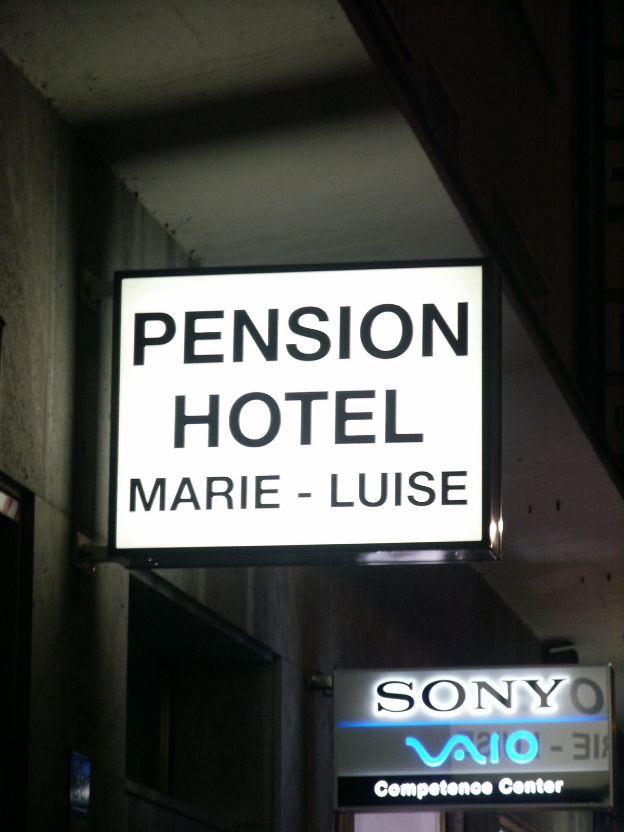 PENSION
HOTEL
MARIE - LUISE
SONY
VAIO
Competence Center